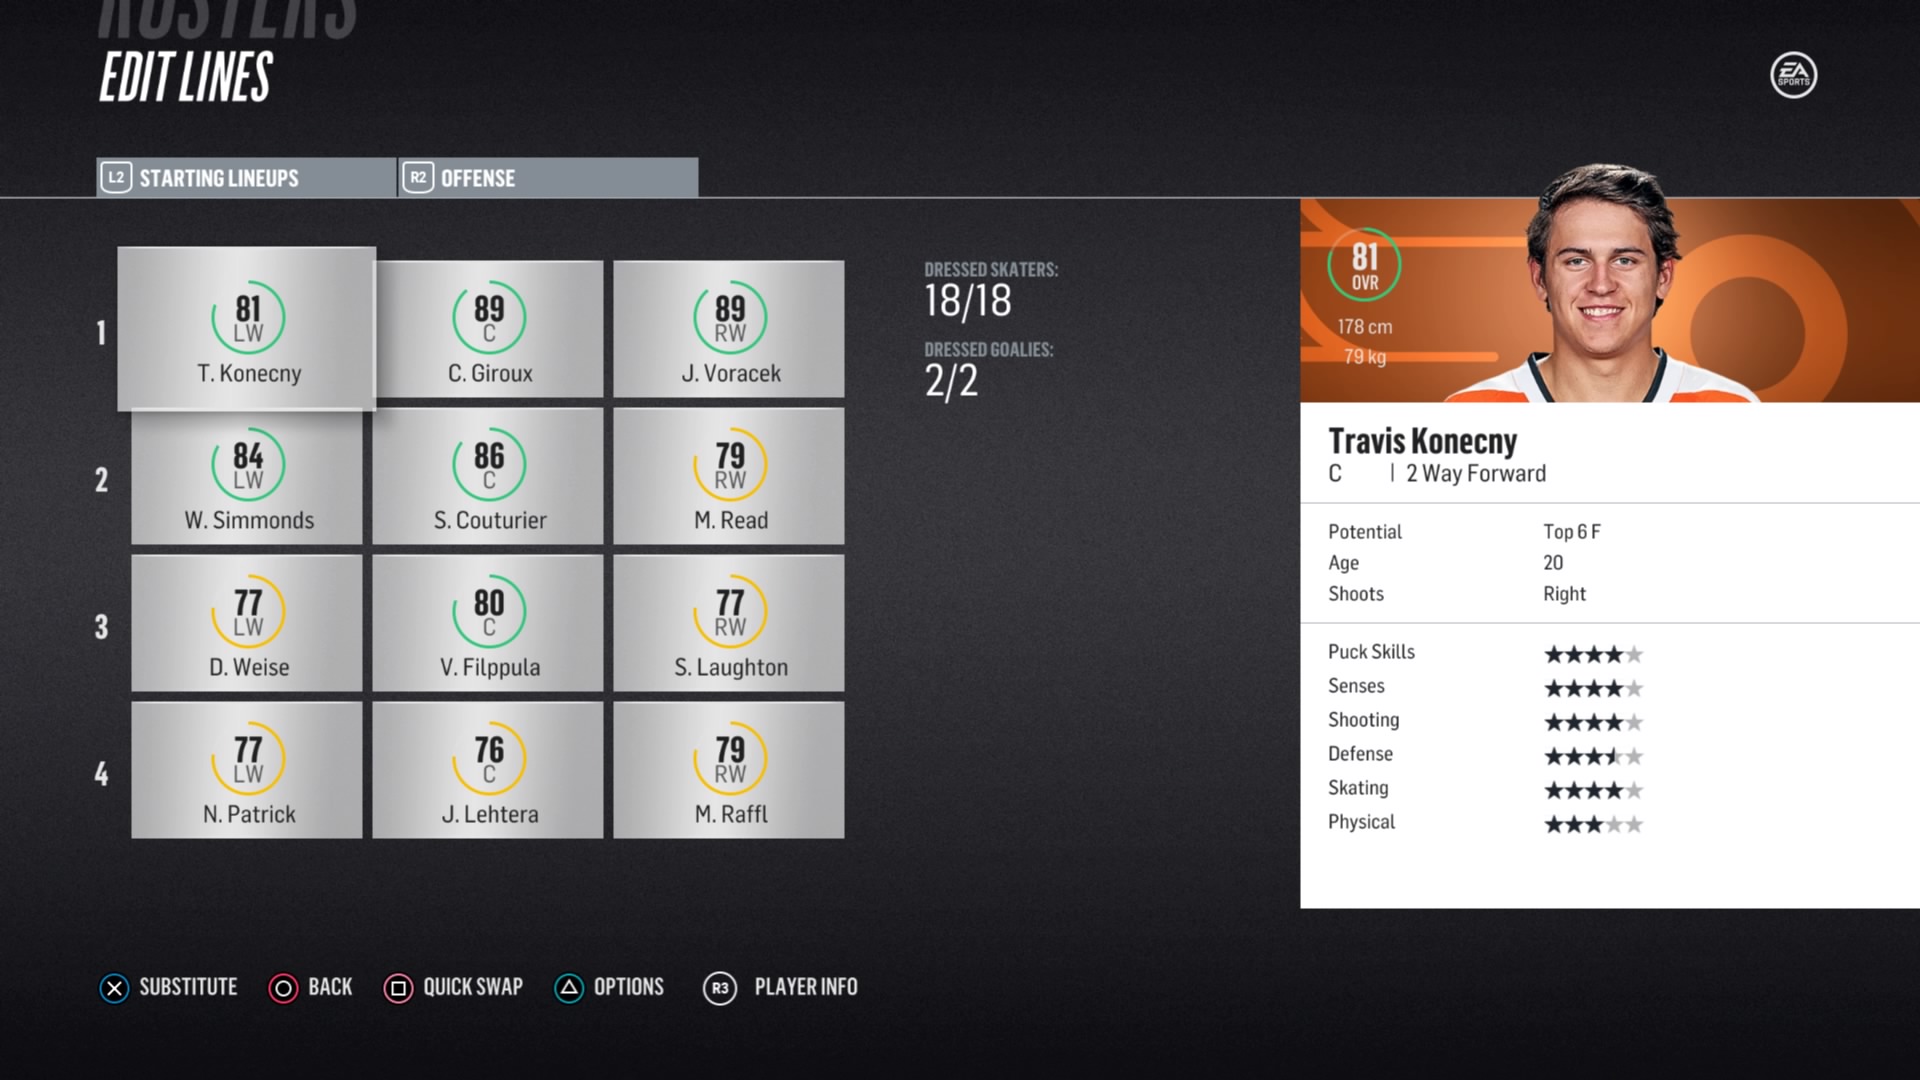 ROSTERS
EDIT LINES
EA
SPORTS
L2 STARTING LINEUPS
R2 OFFENSE
1
81
LW
T. Konecny
89
C
C. Giroux
89
RW
J. Voracek
2
84
LW
W. Simmonds
86
C
S. Couturier
79
RW
M. Read
3
77
LW
D. Weise
80
C
V. Filppula
77
RW
S. Laughton
4
77
LW
N. Patrick
76
C
J. Lehtera
79
RW
M. Raffl
DRESSED SKATERS:
18/18
DRESSED GOALIES:
2/2
81
OVR
178 cm
79 kg
Travis Konecny
C | 2 Way Forward
Potential Top 6 F
Age 20
Shoots Right
Puck Skills
Senses
Shooting
Defense
Skating
Physical
SUBSTITUTE BACK QUICK SWAP OPTIONS R3 PLAYER INFO